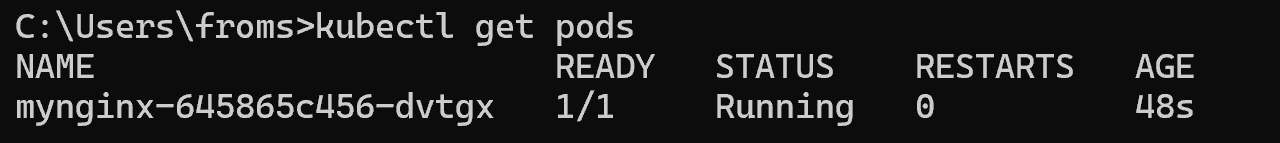 C:\Users\froms>kubectl get pods
NAME                       READY   STATUS    RESTARTS   AGE
mynginx-645865c456-dvtgx   1/1     Running   0          48s